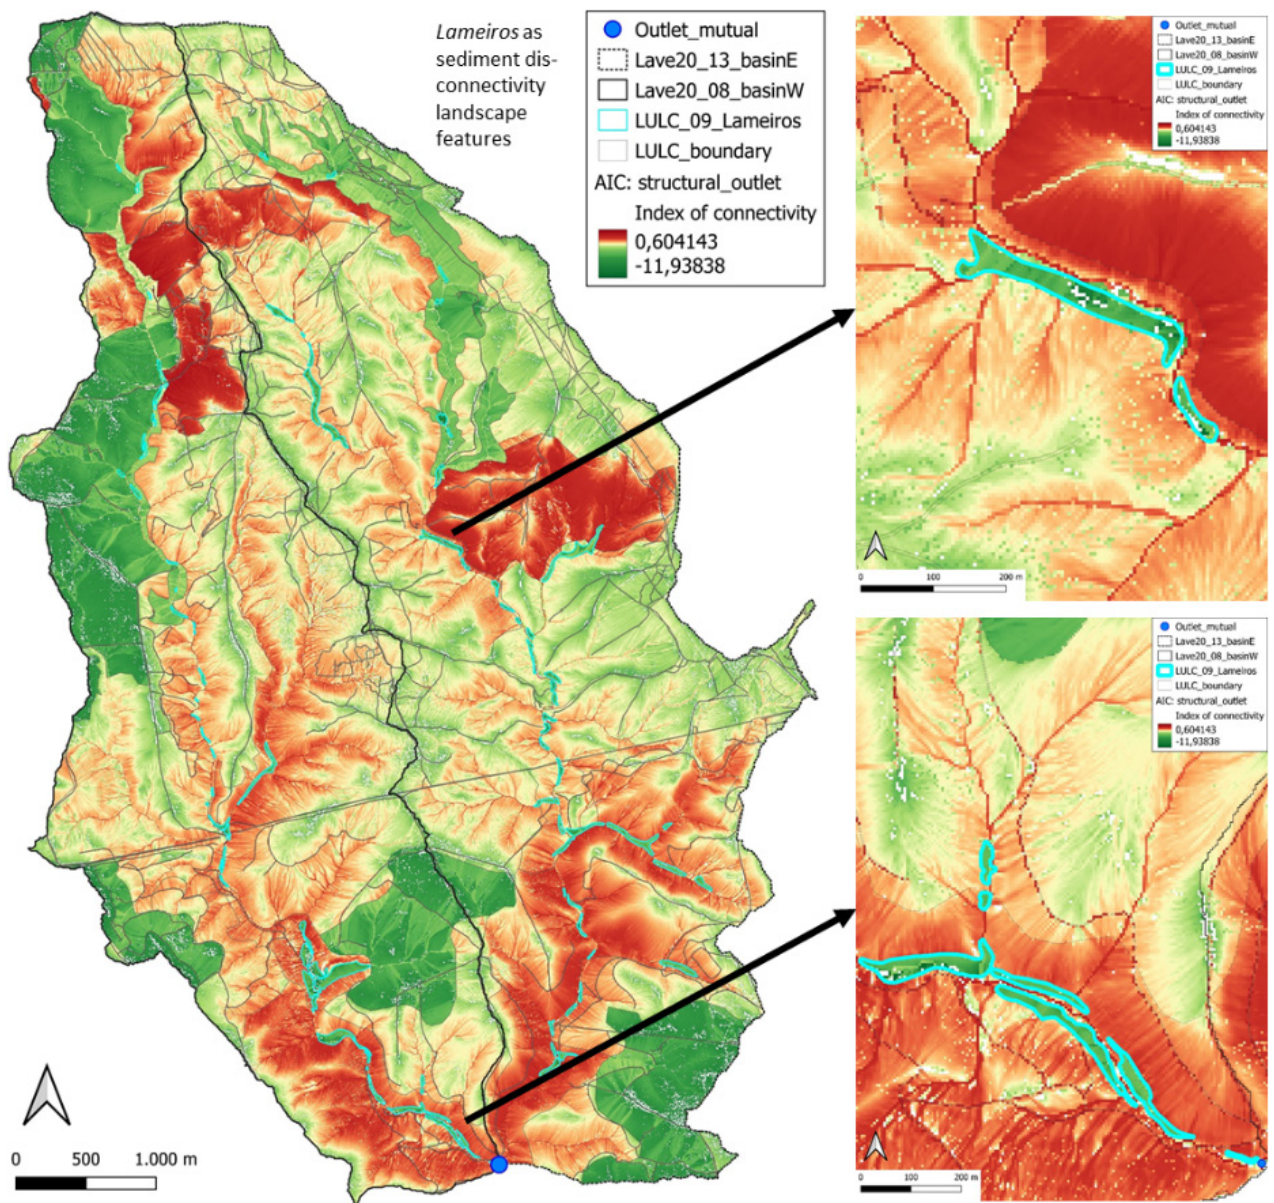 Lameiros as
sediment dis-
connectivity
landscape
features
Outlet_mutual
Lave20_13_basinE
Lave20_08_basinW
LULC_09_Lameiros
LULC_boundary
AIC: structural_outlet
Index of connectivity
0,604143
-11,93838
0 500 1.000 m
Outlet_mutual
Lave20_13_basinE
Lave20_08_basinW
LULC_09_Lameiros
LULC_boundary
AIC: structural_outlet
Index of connectivity
0,604143
-11,93838
0 100 200 m
Outlet_mutual
Lave20_13_basinE
Lave20_08_basinW
LULC_09_Lameiros
LULC_boundary
AIC: structural_outlet
Index of connectivity
0,604143
-11,93838
0 100 200 m